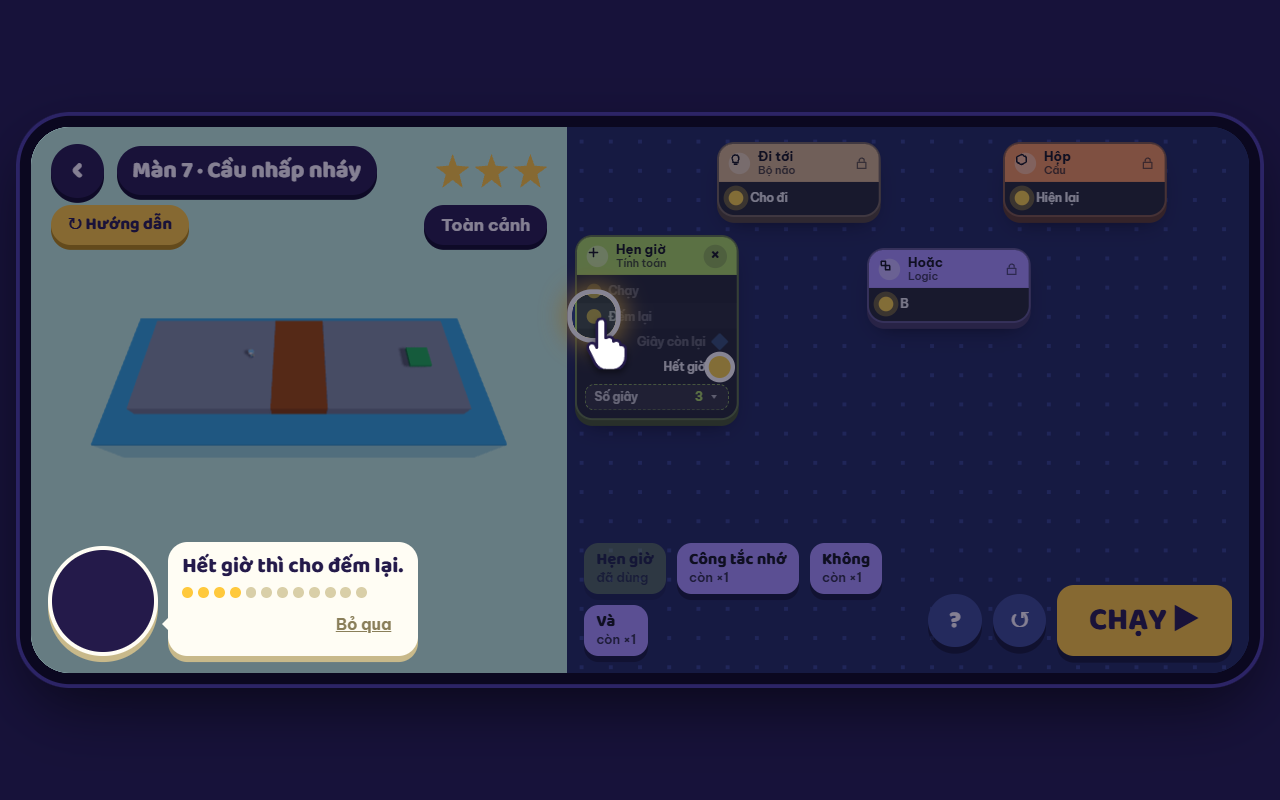 Màn 7 · Cầu nhấp nháy
Hướng dẫn
Toàn cảnh
Đi tới
Bộ não
Cho đi
Hộp
Cầu
Hiện lại
Hẹn giờ
Tính toán
Chạy
Đếm lại
Giây còn lại
Hết giờ
Số giây 3
Hoặc
Logic
B
Hết giờ thì cho đếm lại.
Bỏ qua
Hẹn giờ
đã dùng
Công tắc nhớ
còn ×1
Không
còn ×1
Và
còn ×1
?
CHẠY